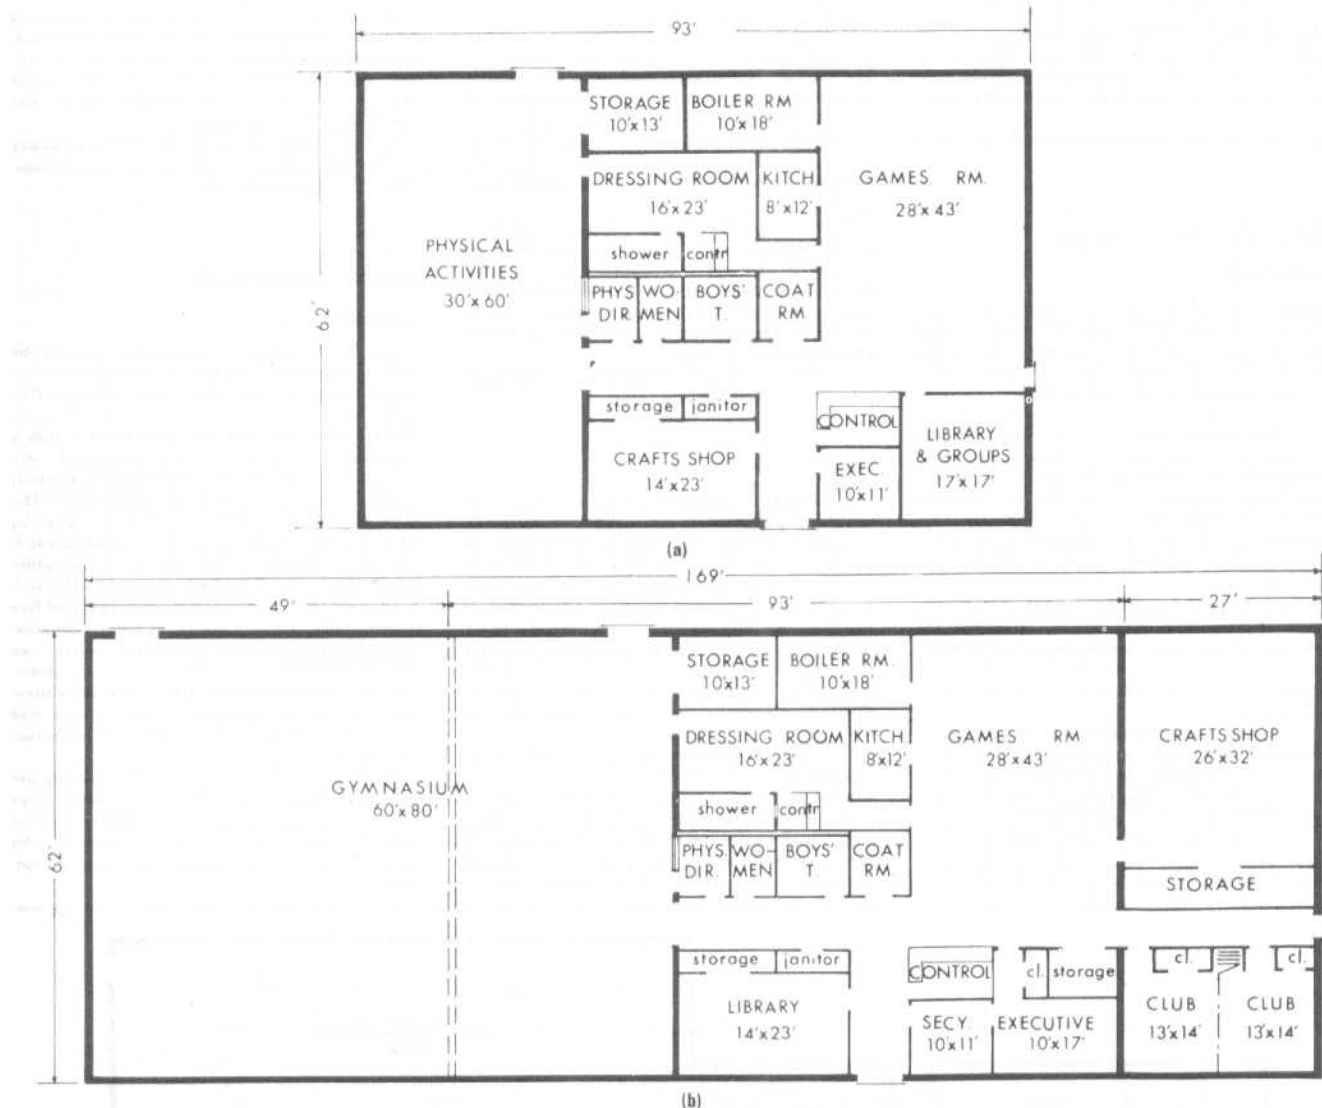 93'
STORAGE
10'x13'
BOILER RM
10'x18'
DRESSING ROOM
16'x23'
KITCH
8'x12'
GAMES RM.
28'x43'
PHYSICAL
ACTIVITIES
30'x60'
62'
shower
contr
PHYS.
DIR.
WO-
MEN
BOYS'
T.
COAT
RM.
storage
janitor
CONTROL
CRAFTS SHOP
14'x23'
EXEC.
10'x11'
LIBRARY
& GROUPS
17'x17'
(a)
169'
49'
93'
27'
STORAGE
10'x13'
BOILER RM.
10'x18'
DRESSING ROOM
16'x23'
KITCH.
8'x12'
GAMES RM
28'x43'
CRAFTS SHOP
26'x32'
GYMNASIUM
60'x80'
62'
shower
contr
PHYS.
DIR.
WO-
MEN
BOYS'
T.
COAT
RM.
STORAGE
storage
janitor
CONTROL
cl.
storage
cl.
cl.
LIBRARY
14'x23'
SECY.
10'x11'
EXECUTIVE
10'x17'
CLUB
13'x14'
CLUB
13'x14'
(b)